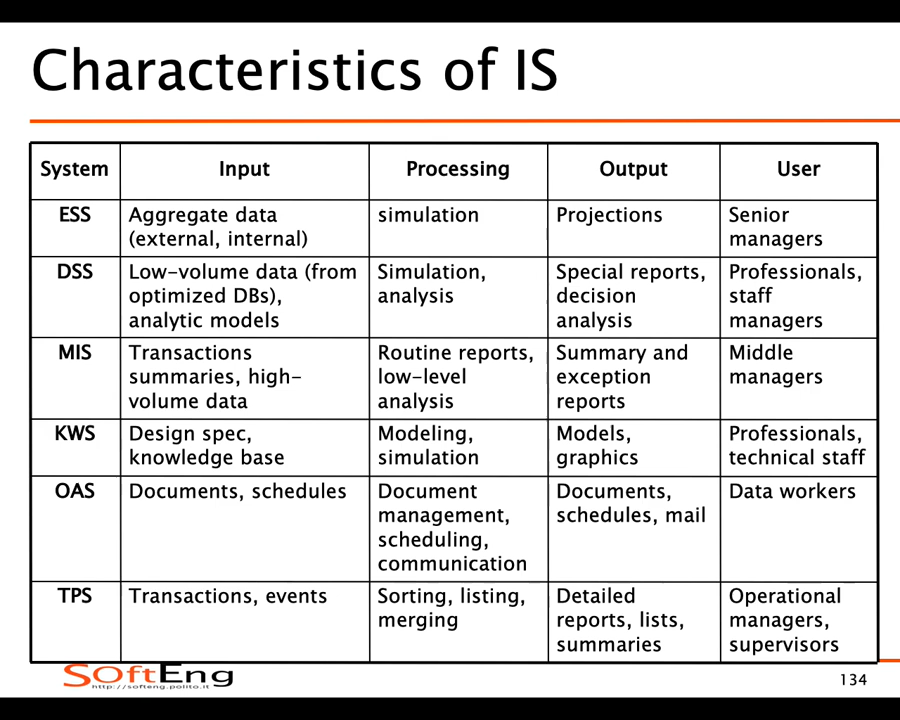 Characteristics of IS
System Input Processing Output User
ESS Aggregate data simulation Projections Senior
(external, internal) managers
DSS Low-volume data (from Simulation, Special reports, Professionals,
optimized DBs), analysis decision staff
analytic models analysis managers
MIS Transactions Routine reports, Summary and Middle
summaries, high- low-level exception managers
volume data analysis reports
KWS Design spec, Modeling, Models, Professionals,
knowledge base simulation graphics technical staff
OAS Documents, schedules Document Documents, Data workers
management, schedules, mail
scheduling,
communication
TPS Transactions, events Sorting, listing, Detailed Operational
merging reports, lists, managers,
summaries supervisors
SOftEng
http://softeng.polito.it
134